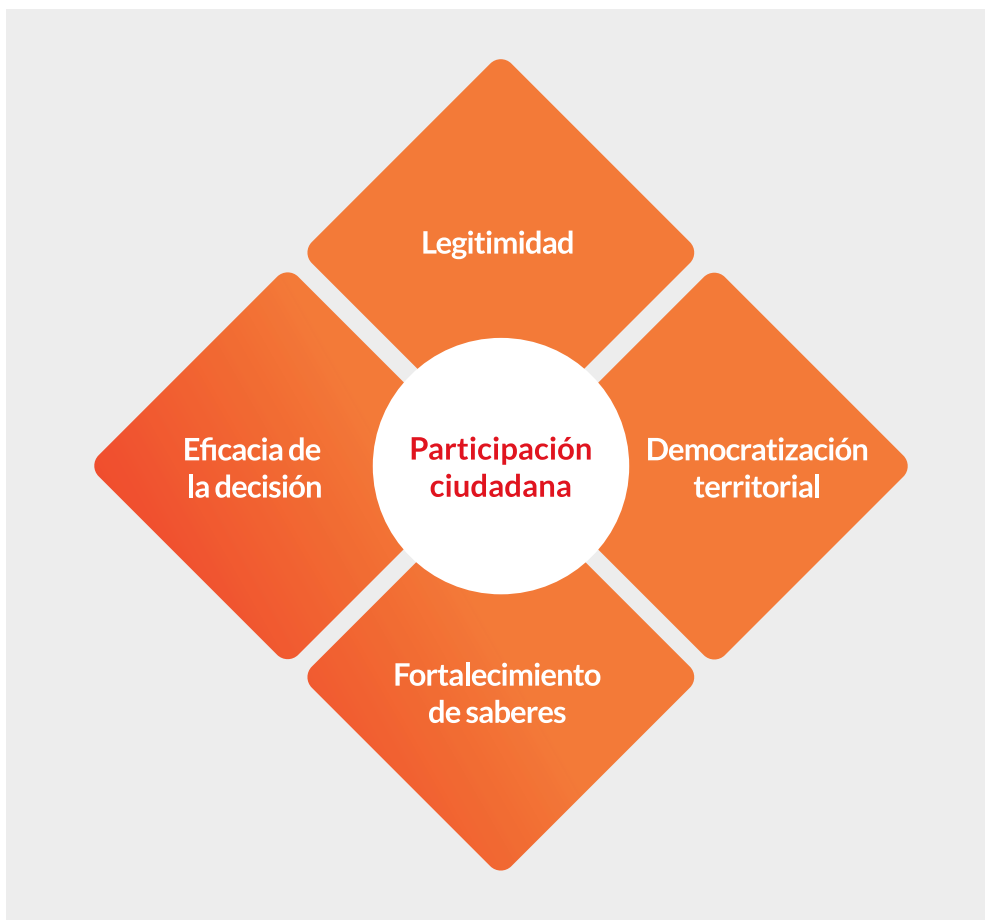 Legitimidad
Eficacia de
la decisión
Participación
ciudadana
Democratización
territorial
Fortalecimiento
de saberes